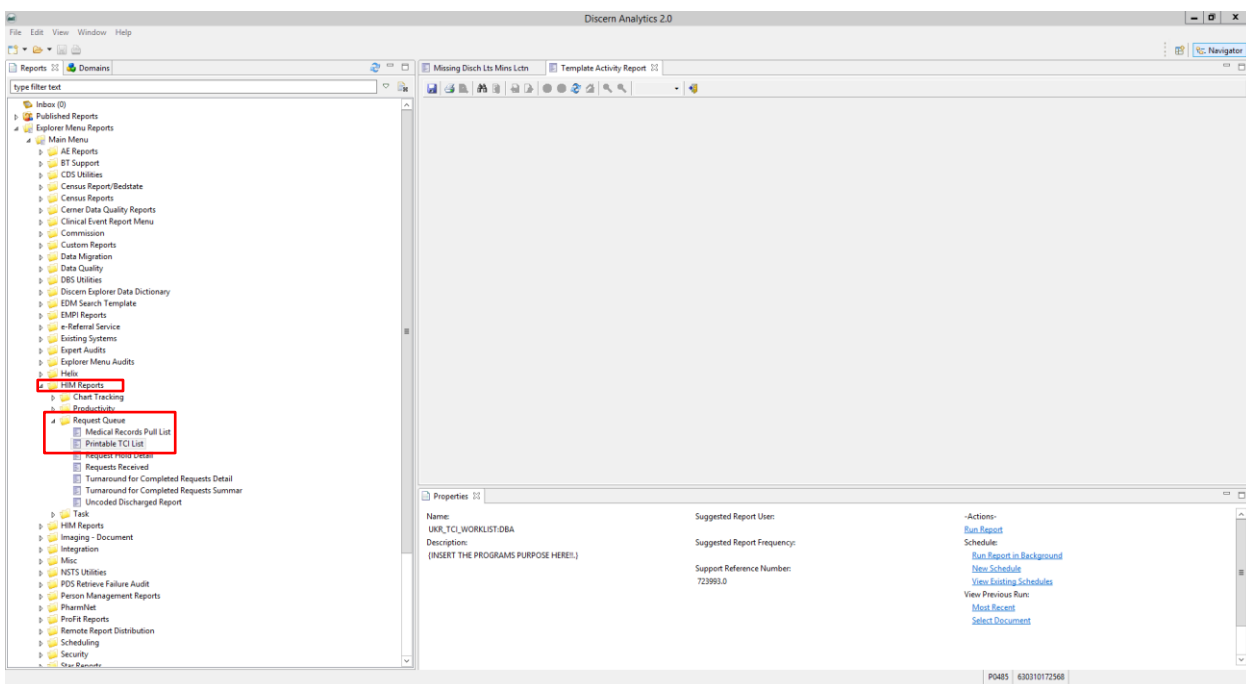 Discern Analytics 2.0
File Edit View Window Help
Navigator
Reports Domains
type filter text
Inbox (0)
Published Reports
Explorer Menu Reports
Main Menu
AE Reports
BT Support
CDS Utilities
Census Report/Bedstate
Census Reports
Cerner Data Quality Reports
Clinical Event Report Menu
Commission
Custom Reports
Data Migration
Data Quality
DBS Utilities
Discern Explorer Data Dictionary
EDM Search Template
EMPI Reports
e-Referral Service
Existing Systems
Expert Audits
Explorer Menu Audits
Helix
HIM Reports
Chart Tracking
Productivity
Request Queue
Medical Records Pull List
Printable TCI List
Request Hold Detail
Requests Received
Turnaround for Completed Requests Detail
Turnaround for Completed Requests Summar
Uncoded Discharged Report
Task
HIM Reports
Imaging - Document
Integration
Misc
NSTS Utilities
PDS Retrieve Failure Audit
Person Management Reports
PharmNet
ProFit Reports
Remote Report Distribution
Scheduling
Security
Star Reports
Missing Disch Lts Mins Lctn Template Activity Report
Properties
Name:
UKR_TCI_WORKLIST:DBA
Description:
(INSERT THE PROGRAMS PURPOSE HERE!!.)
Suggested Report User:
Suggested Report Frequency:
Support Reference Number:
723993.0
-Actions-
Run Report
Schedule:
Run Report in Background
New Schedule
View Existing Schedules
View Previous Run:
Most Recent
Select Document
P0485 630310172568